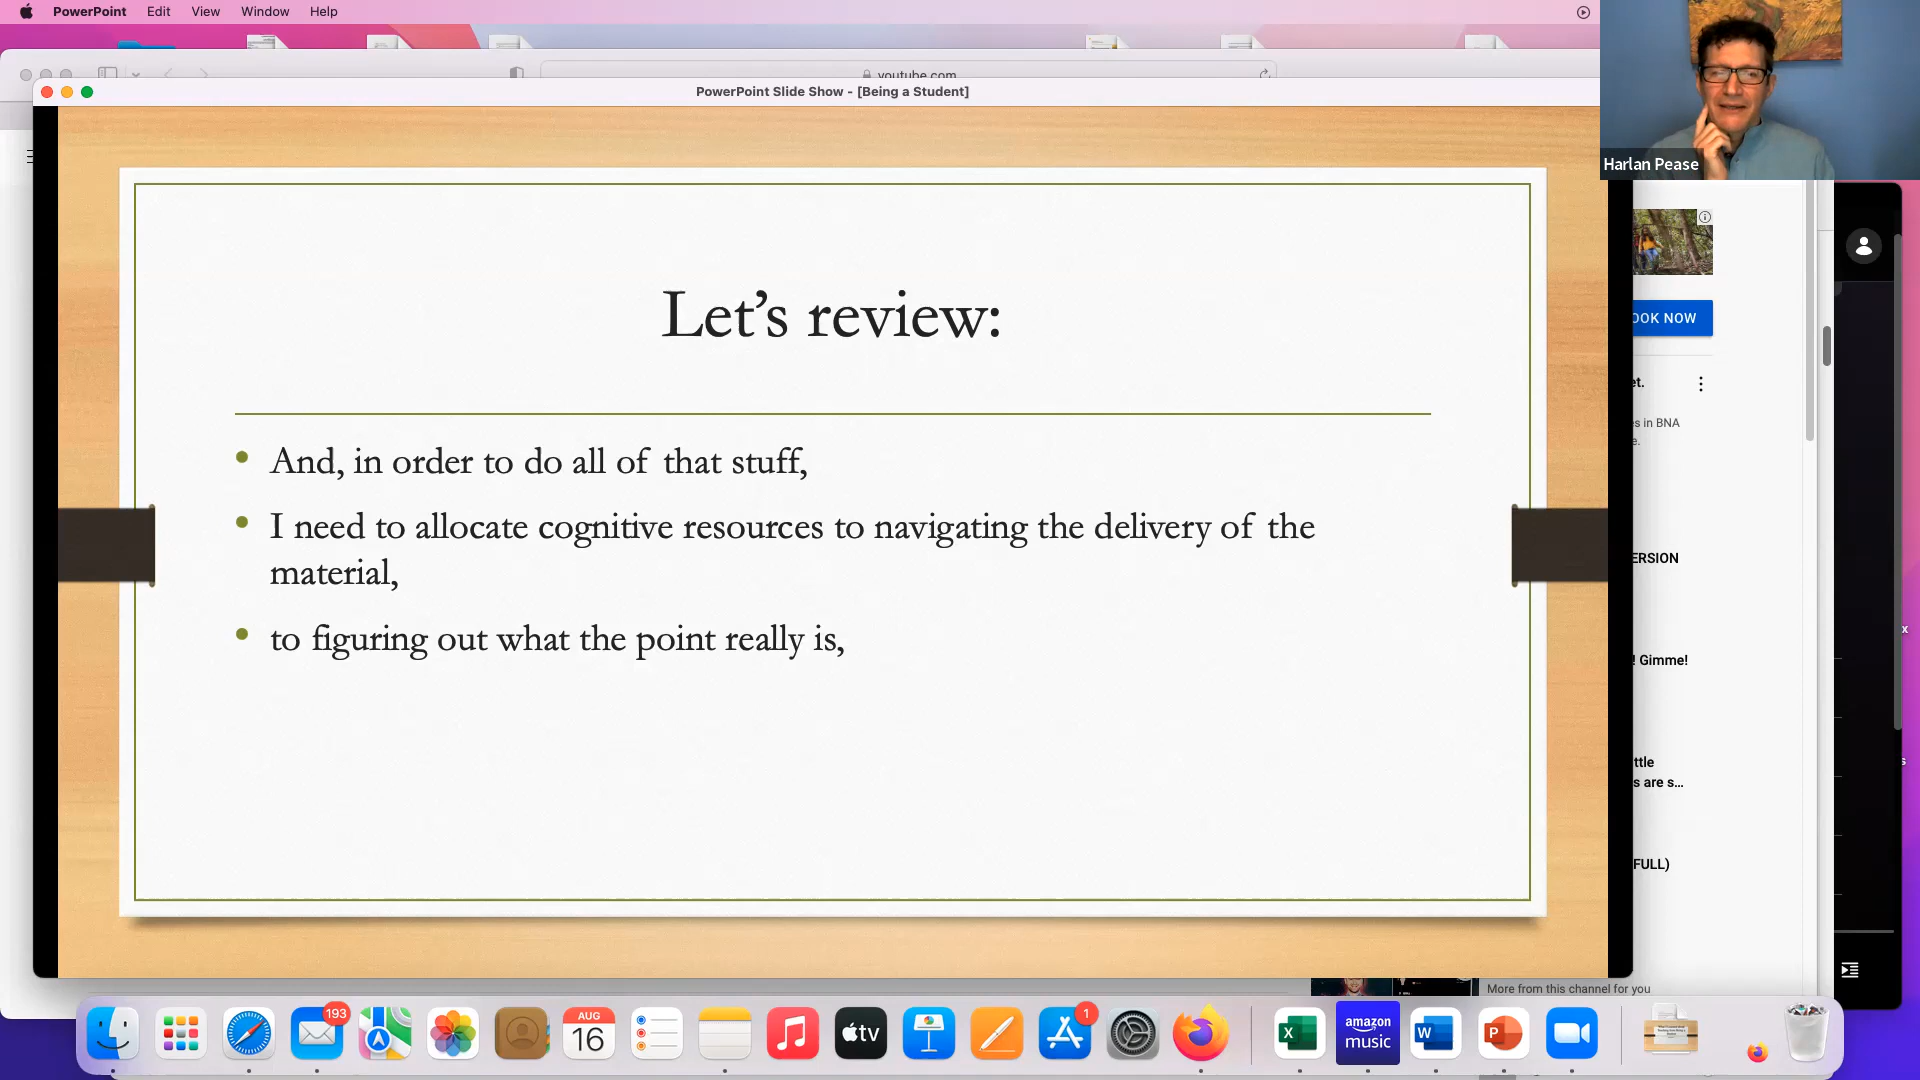 PowerPoint Edit View Window Help
youtube.com
PowerPoint Slide Show - [Being a Student]
Harlan Pease
Let's review:
• And, in order to do all of that stuff,
• I need to allocate cognitive resources to navigating the delivery of the
material,
• to figuring out what the point really is,
OOK NOW
et.
es in BNA
e.
ERSION
! Gimme!
ttle
s are s...
FULL)
x
s
More from this channel for you
193
AUG
16
tv
1
X
amazon
music
W
P